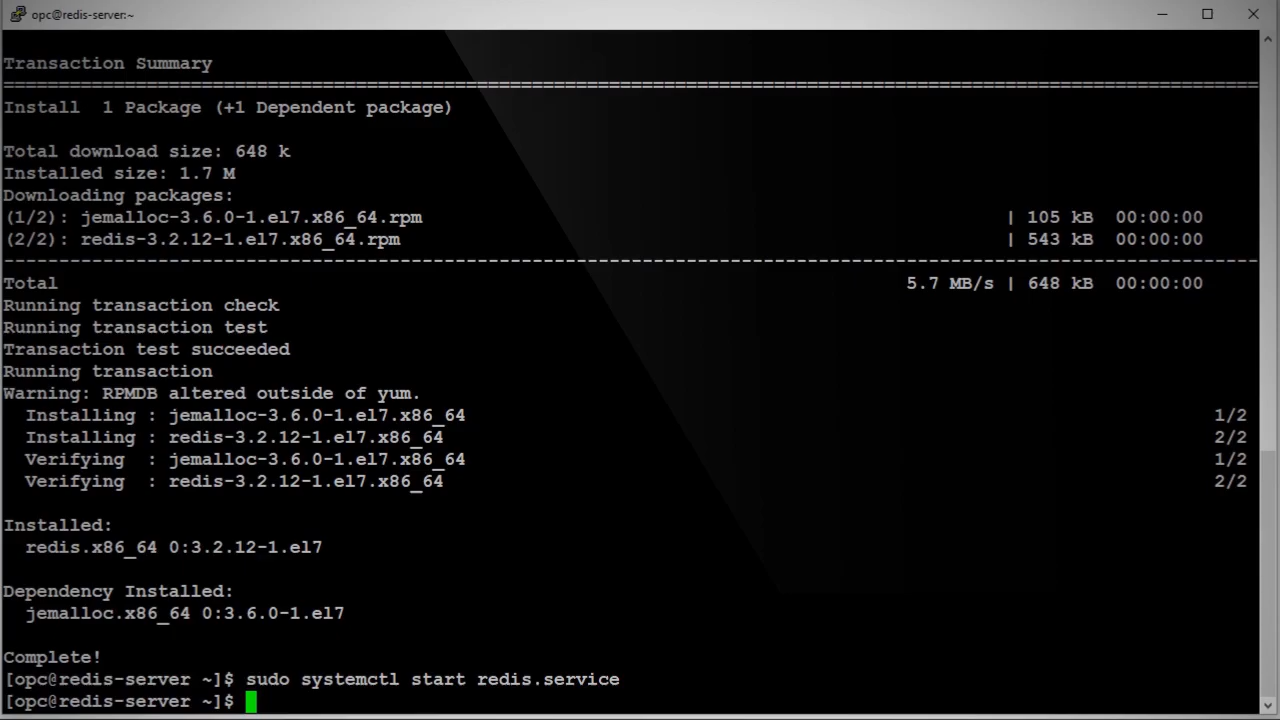 opc@redis-server:~
Transaction Summary
================================================================================
Install  1 Package (+1 Dependent package)
Total download size: 648 k
Installed size: 1.7 M
Downloading packages:
(1/2): jemalloc-3.6.0-1.el7.x86_64.rpm | 105 kB  00:00:00
(2/2): redis-3.2.12-1.el7.x86_64.rpm | 543 kB  00:00:00
--------------------------------------------------------------------------------
Total 5.7 MB/s | 648 kB  00:00:00
Running transaction check
Running transaction test
Transaction test succeeded
Running transaction
Warning: RPMDB altered outside of yum.
  Installing : jemalloc-3.6.0-1.el7.x86_64 1/2
  Installing : redis-3.2.12-1.el7.x86_64 2/2
  Verifying  : jemalloc-3.6.0-1.el7.x86_64 1/2
  Verifying  : redis-3.2.12-1.el7.x86_64 2/2
Installed:
  redis.x86_64 0:3.2.12-1.el7
Dependency Installed:
  jemalloc.x86_64 0:3.6.0-1.el7
Complete!
[opc@redis-server ~]$ sudo systemctl start redis.service
[opc@redis-server ~]$